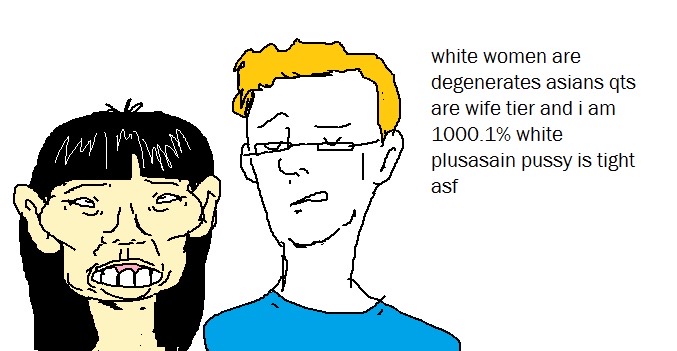 white women are
degenerates asians qts
are wife tier and i am
1000.1% white
plusasain pussy is tight
asf